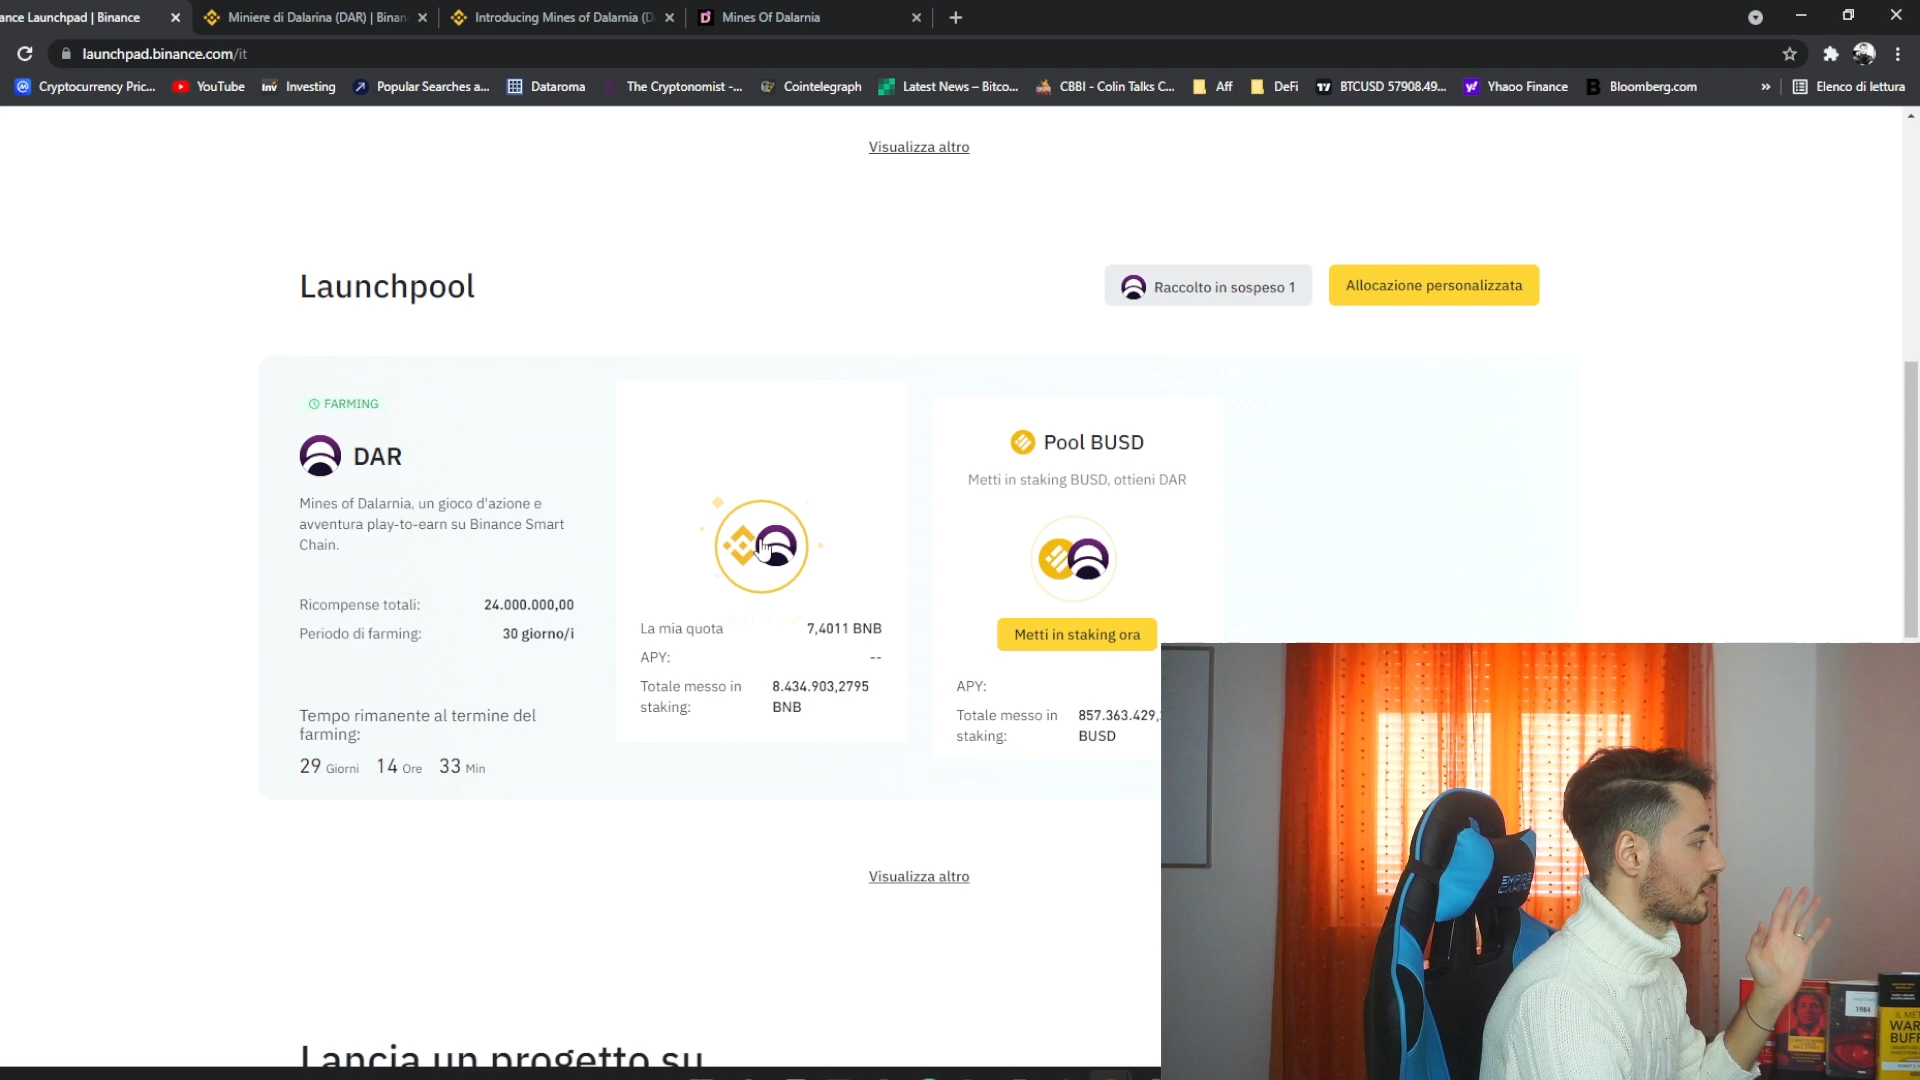 ance Launchpad | Binance
Miniere di Dalarina (DAR) | Binan
Introducing Mines of Dalarnia (D
Mines Of Dalarnia
launchpad.binance.com/it
Cryptocurrency Pric...
YouTube
Investing
Popular Searches a...
Dataroma
The Cryptonomist -...
Cointelegraph
Latest News – Bitco...
CBBI - Colin Talks C...
Aff
DeFi
BTCUSD 57908.49...
Yhaoo Finance
Bloomberg.com
»
Elenco di lettura
Visualizza altro
Launchpool
Raccolto in sospeso 1
Allocazione personalizzata
FARMING
DAR
Mines of Dalarnia, un gioco d'azione e
avventura play-to-earn su Binance Smart
Chain.
Ricompense totali: 24.000.000,00
Periodo di farming: 30 giorno/i
Tempo rimanente al termine del
farming:
29 Giorni 14 Ore 33 Min
La mia quota 7,4011 BNB
APY: --
Totale messo in 8.434.903,2795
staking: BNB
Pool BUSD
Metti in staking BUSD, ottieni DAR
Metti in staking ora
APY:
Totale messo in 857.363.429,
staking: BUSD
Visualizza altro
Lancia un progetto su
EMPIRE
GAMING
1984
IL MET
WAR
BUFF